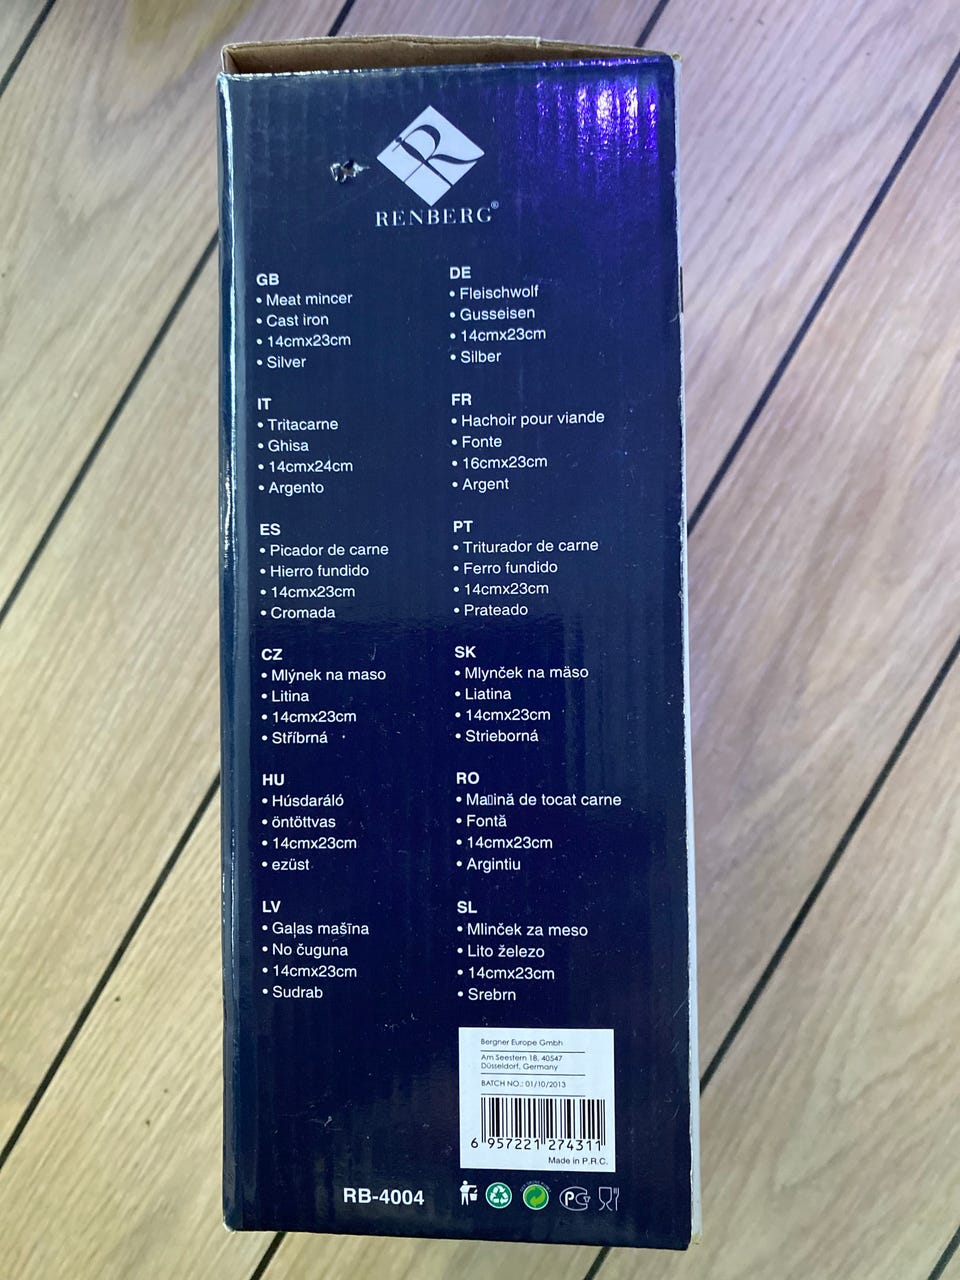 RENBERG®
GB
• Meat mincer
• Cast iron
• 14cmx23cm
• Silver
DE
• Fleischwolf
• Gusseisen
• 14cmx23cm
• Silber
IT
• Tritacarne
• Ghisa
• 14cmx24cm
• Argento
FR
• Hachoir pour viande
• Fonte
• 16cmx23cm
• Argent
ES
• Picador de carne
• Hierro fundido
• 14cmx23cm
• Cromada
PT
• Triturador de carne
• Ferro fundido
• 14cmx23cm
• Prateado
CZ
• Mlýnek na maso
• Litina
• 14cmx23cm
• Stříbrná
SK
• Mlynček na mäso
• Liatina
• 14cmx23cm
• Strieborná
HU
• Húsdaráló
• öntöttvas
• 14cmx23cm
• ezüst
RO
• Ma▯ină de tocat carne
• Fontă
• 14cmx23cm
• Argintiu
LV
• Gaļas mašīna
• No čuguna
• 14cmx23cm
• Sudrab
SL
• Mlinček za meso
• Lito železo
• 14cmx23cm
• Srebrn
Bergner Europe Gmbh
Am Seestern 18, 40547
Düsseldorf, Germany
BATCH NO.: 01/10/2013
6 957221 274311
Made in P.R.C.
RB-4004